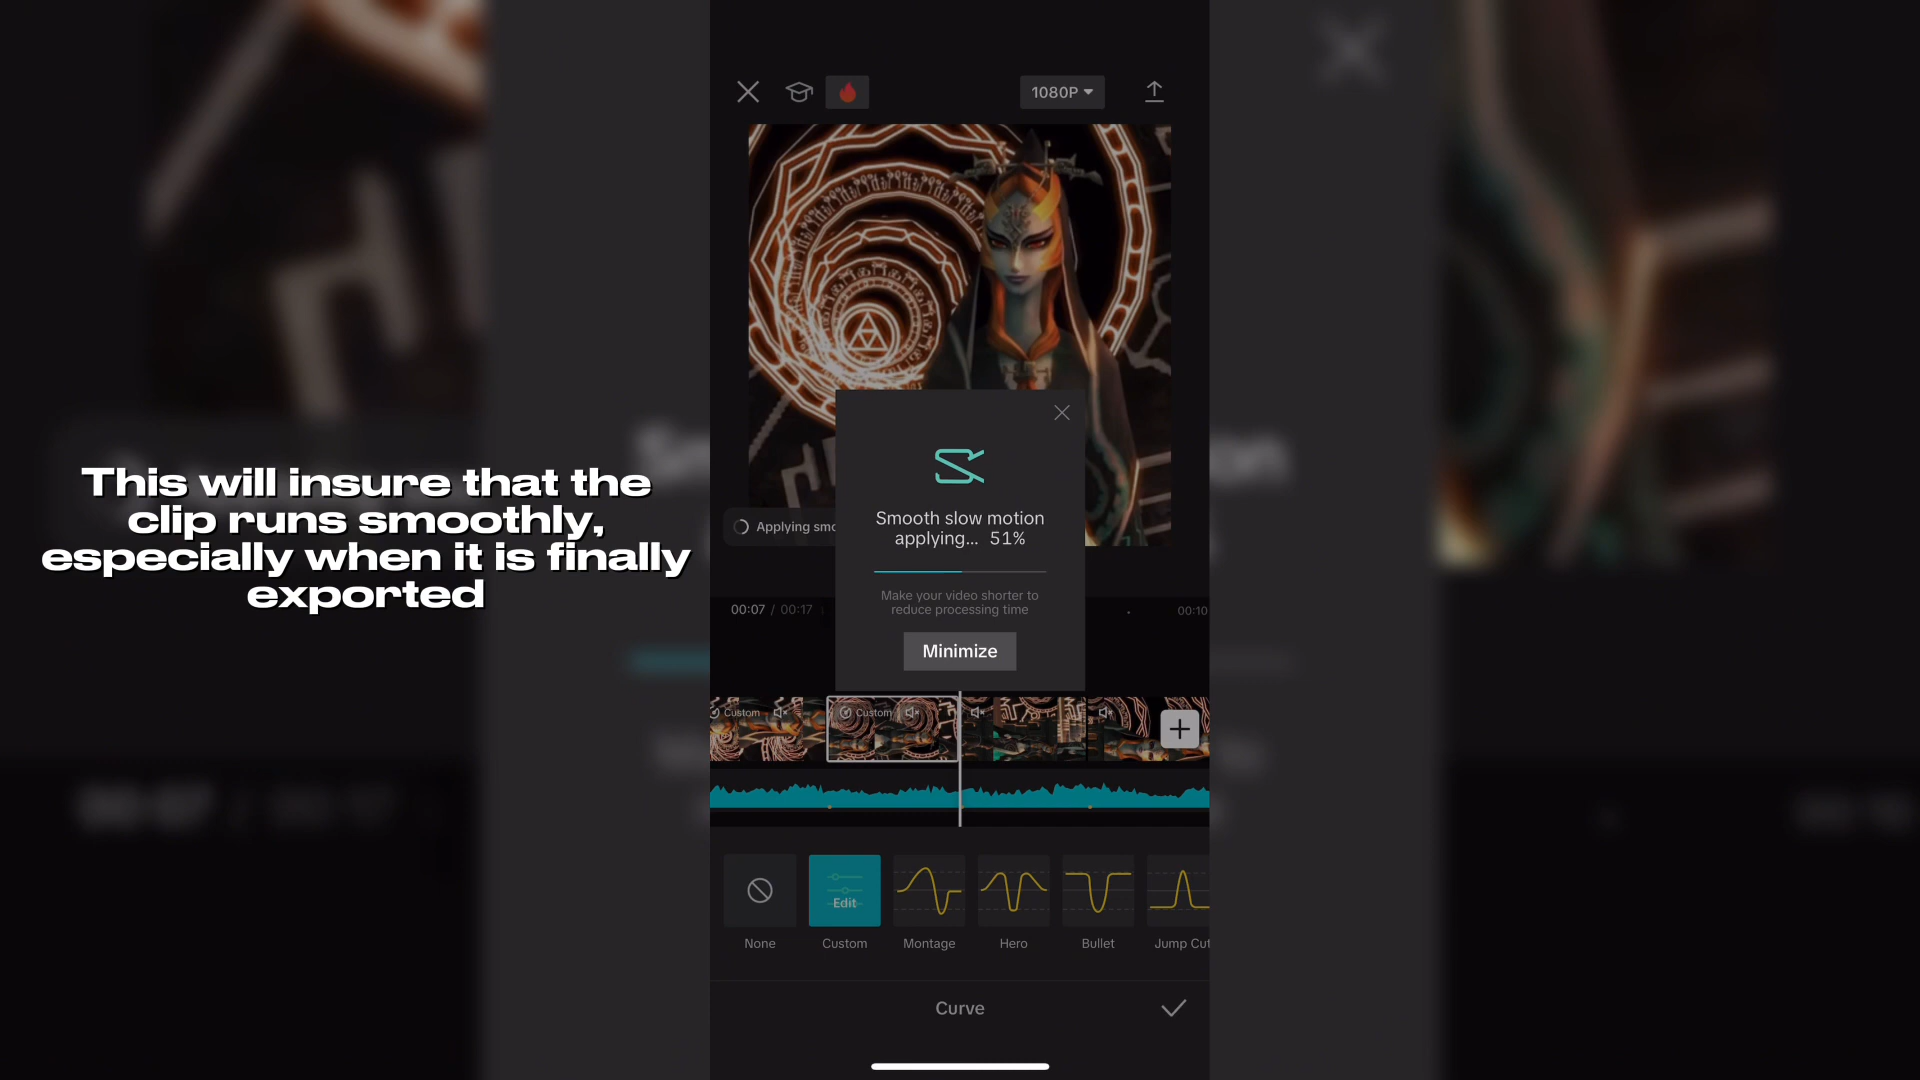 1080P
This will insure that the
clip runs smoothly,
especially when it is finally
exported
Applying smo
Smooth slow motion
applying... 51%
Make your video shorter to
reduce processing time
Minimize
00:07 / 00:17
00:10
Custom
Custom
Edit
None
Custom
Montage
Hero
Bullet
Jump Cut
Curve